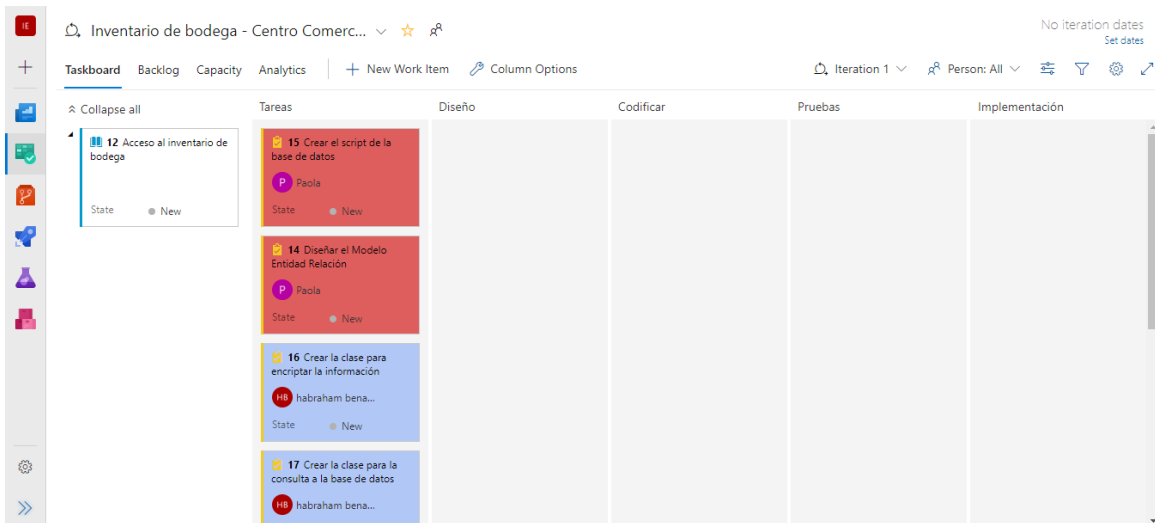 IE
Inventario de bodega - Centro Comerc...
No iteration dates
Set dates
Taskboard
Backlog
Capacity
Analytics
New Work Item
Column Options
Iteration 1
Person: All
Collapse all
Tareas
Diseño
Codificar
Pruebas
Implementación
12 Acceso al inventario de
bodega
State
New
15 Crear el script de la
base de datos
P
Paola
State
New
14 Diseñar el Modelo
Entidad Relación
P
Paola
State
New
16 Crear la clase para
encriptar la información
HB
habraham bena...
State
New
17 Crear la clase para la
consulta a la base de datos
HB
habraham bena...